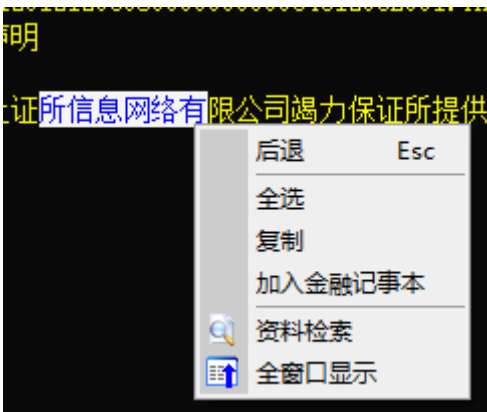 声明
证所信息网络有限公司竭力保证所提供
后退 Esc
全选
复制
加入金融记事本
资料检索
全窗口显示